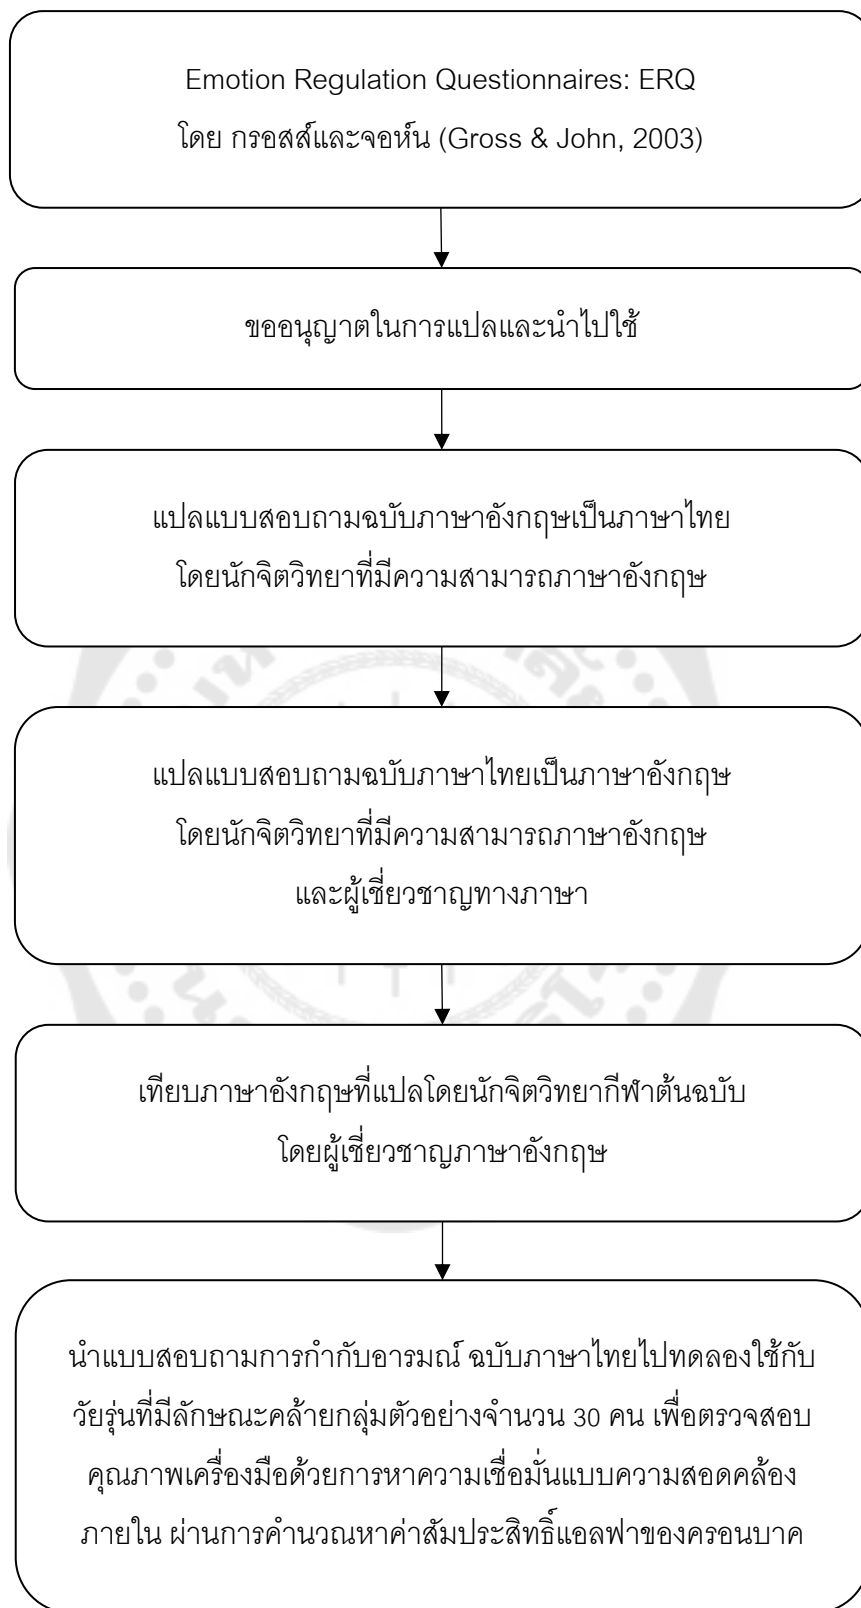 Emotion Regulation Questionnaires: ERQ
โดย กรอสส์และจอห์น (Gross & John, 2003)
ขออนุญาตในการแปลและนำไปใช้
แปลแบบสอบถามฉบับภาษาอังกฤษเป็นภาษาไทย
โดยนักจิตวิทยาที่มีความสามารถภาษาอังกฤษ
แปลแบบสอบถามฉบับภาษาไทยเป็นภาษาอังกฤษ
โดยนักจิตวิทยาที่มีความสามารถภาษาอังกฤษ
และผู้เชี่ยวชาญทางภาษา
เทียบภาษาอังกฤษที่แปลโดยนักจิตวิทยากีฬาต้นฉบับ
โดยผู้เชี่ยวชาญภาษาอังกฤษ
นำแบบสอบถามการกำกับอารมณ์ ฉบับภาษาไทยไปทดลองใช้กับ
วัยรุ่นที่มีลักษณะคล้ายกลุ่มตัวอย่างจำนวน 30 คน เพื่อตรวจสอบ
คุณภาพเครื่องมือด้วยการหาความเชื่อมั่นแบบความสอดคล้อง
ภายใน ผ่านการคำนวณหาค่าสัมประสิทธิ์แอลฟาของครอนบาค